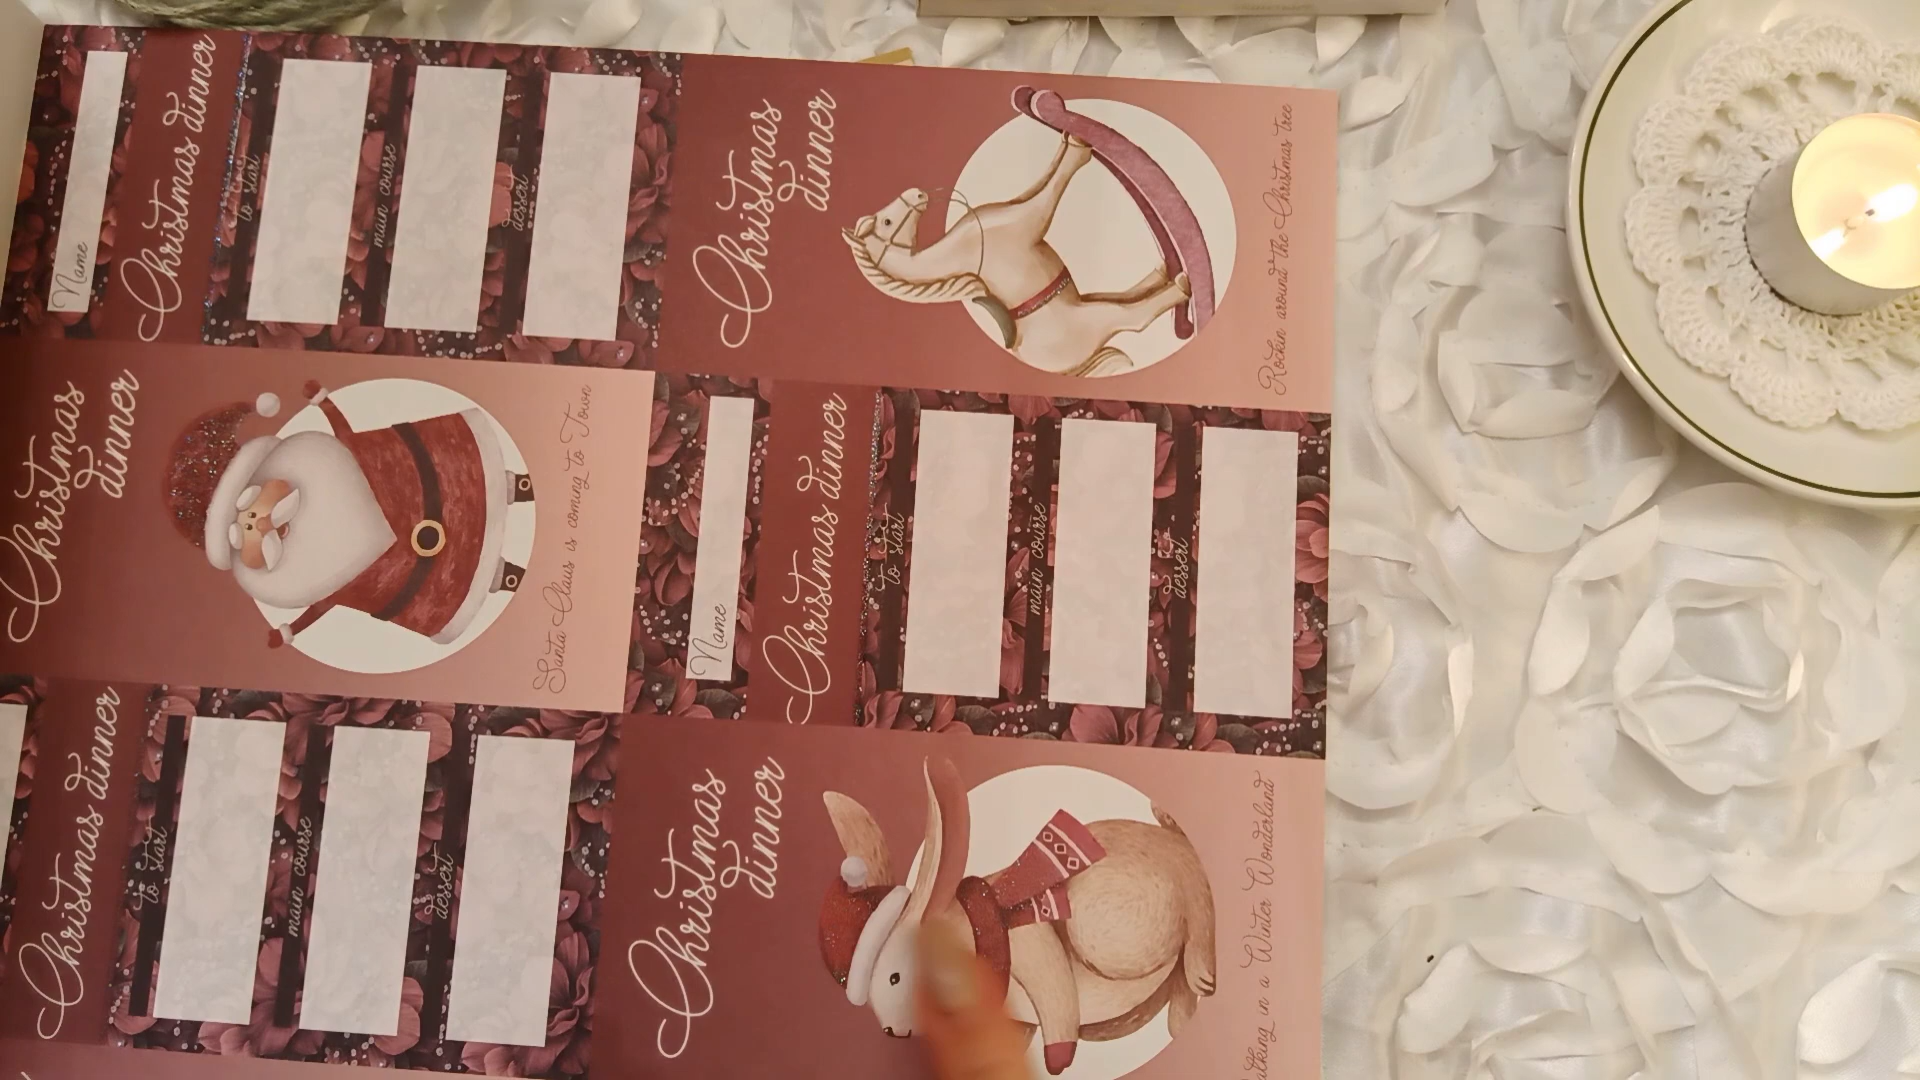 Name
Christmas dinner
to start
main course
dessert
Christmas
dinner
Rockin around the Christmas tree
Christmas
dinner
Santa Claus is coming to Town
Name
Christmas dinner
to start
main course
dessert
Christmas dinner
to start
main course
dessert
Christmas
dinner
in a Winter Wonderland